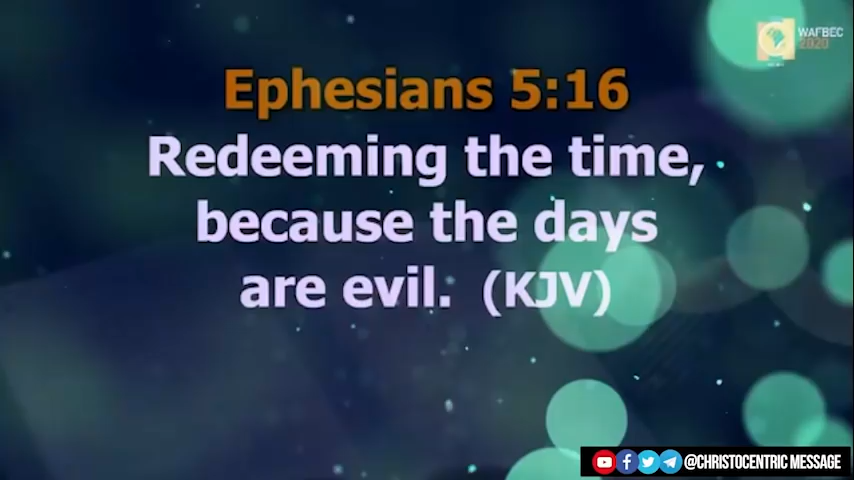 WAFBEC
2020
Ephesians 5:16
Redeeming the time,
because the days
are evil. (KJV)
@CHRISTOCENTRIC MESSAGE